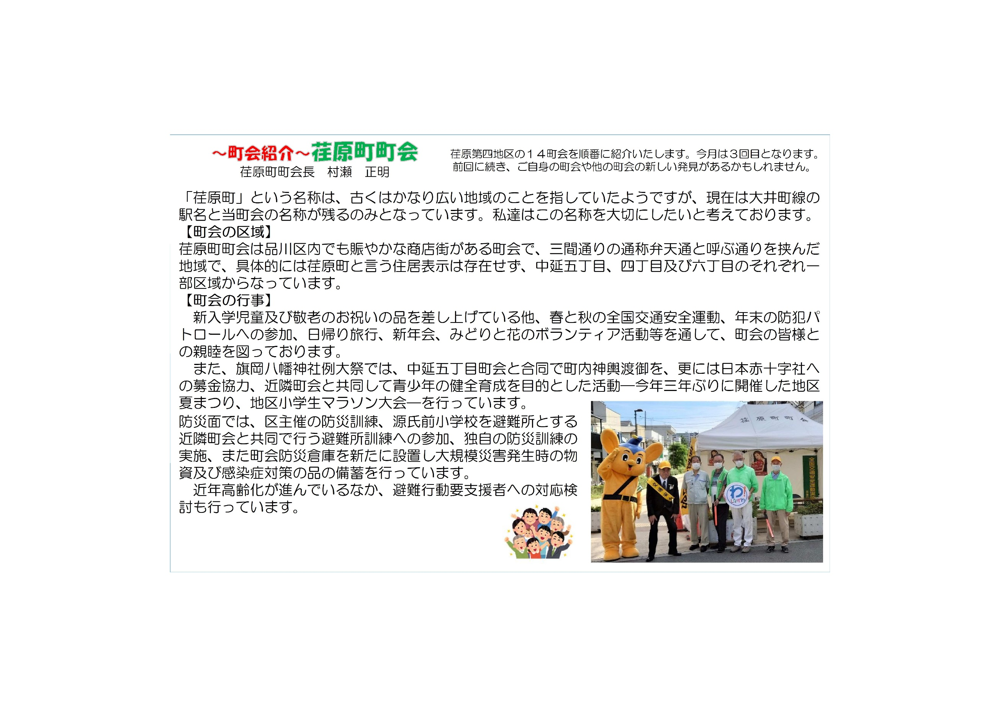 ～町会紹介～荏原町町会
荏原町町会長　村瀬　正明
荏原第四地区の１４町会を順番に紹介いたします。今月は３回目となります。
前回に続き、ご自身の町会や他の町会の新しい発見があるかもしれません。
「荏原町」という名称は、古くはかなり広い地域のことを指していたようですが、現在は大井町線の
駅名と当町会の名称が残るのみとなっています。私達はこの名称を大切にしたいと考えております。
【町会の区域】
荏原町町会は品川区内でも賑やかな商店街がある町会で、三間通りの通称弁天通と呼ぶ通りを挟んだ
地域で、具体的には荏原町と言う住居表示は存在せず、中延五丁目、四丁目及び六丁目のそれぞれ一
部区域からなっています。
【町会の行事】
　新入学児童及び敬老のお祝いの品を差し上げている他、春と秋の全国交通安全運動、年末の防犯パ
トロールへの参加、日帰り旅行、新年会、みどりと花のボランティア活動等を通して、町会の皆様と
の親睦を図っております。
　また、旗岡八幡神社例大祭では、中延五丁目町会と合同で町内神輿渡御を、更には日本赤十字社へ
の募金協力、近隣町会と共同して青少年の健全育成を目的とした活動―今年三年ぶりに開催した地区
夏まつり、地区小学生マラソン大会―を行っています。
防災面では、区主催の防災訓練、源氏前小学校を避難所とする
近隣町会と共同で行う避難所訓練への参加、独自の防災訓練の
実施、また町会防災倉庫を新たに設置し大規模災害発生時の物
資及び感染症対策の品の備蓄を行っています。
　近年高齢化が進んでいるなか、避難行動要支援者への対応検
討も行っています。
荏原町町会
全国交通安全運動実
交通安
わ!
しながわ